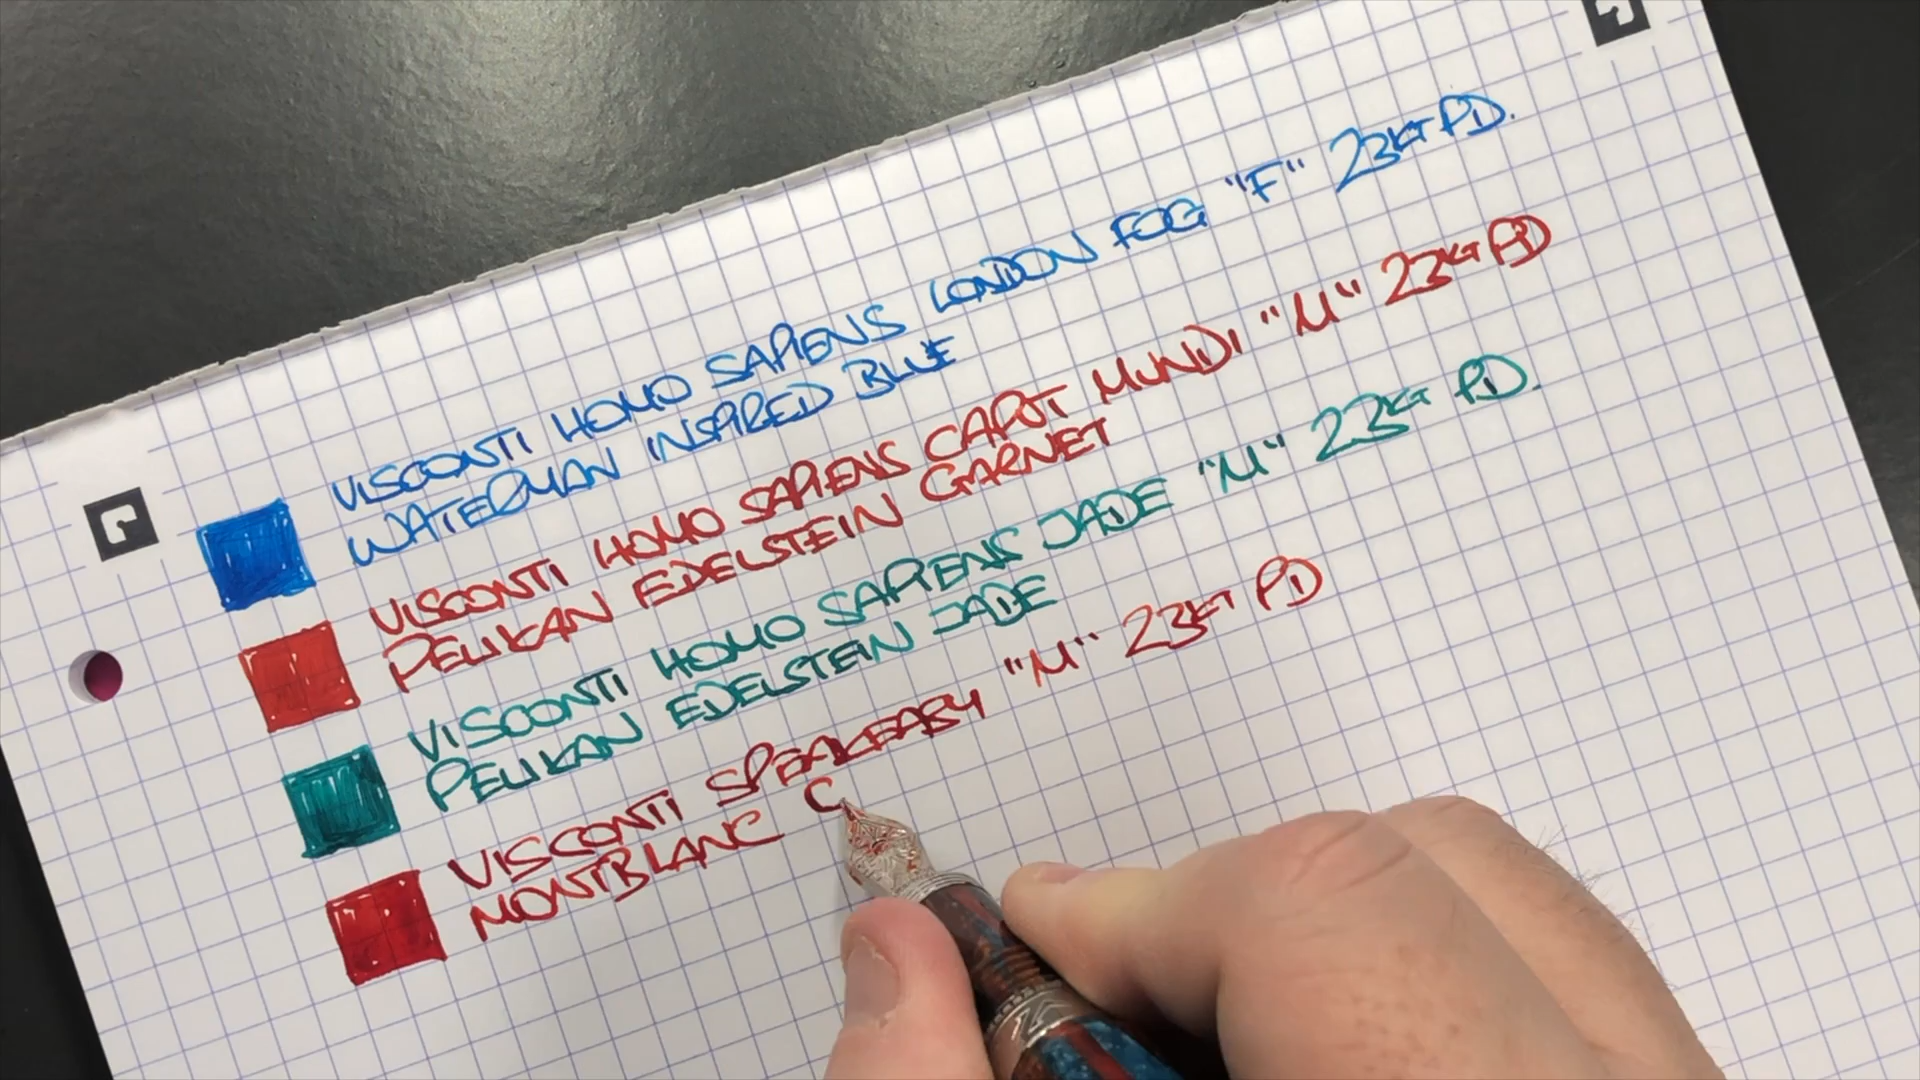 VISCONTI HOMO SAPIENS LONDON FOG "F" 23KT PD.
WATERMAN INSPIRED BLUE
VISCONTI HOMO SAPIENS CAPUT MUNDI "M" 23KT PD
PELIKAN EDELSTEIN GARNET
VISCONTI HOMO SAPIENS JADE "M" 23KT PD.
PELIKAN EDELSTEIN JADE
VISCONTI SPEAKEASY "M" 23KT PD
MONTBLANC C